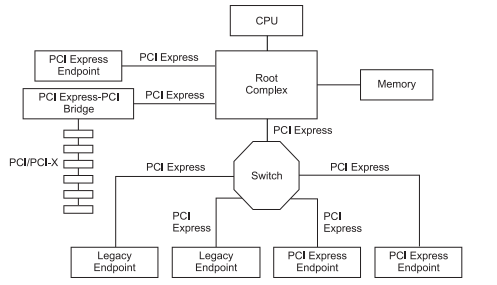 CPU
PCI Express
Endpoint
PCI Express
Root
Complex
Memory
PCI Express-PCI
Bridge
PCI Express
PCI/PCI-X
PCI Express
PCI Express
Switch
PCI Express
PCI
Express
PCI
Express
Legacy
Endpoint
Legacy
Endpoint
PCI Express
Endpoint
PCI Express
Endpoint